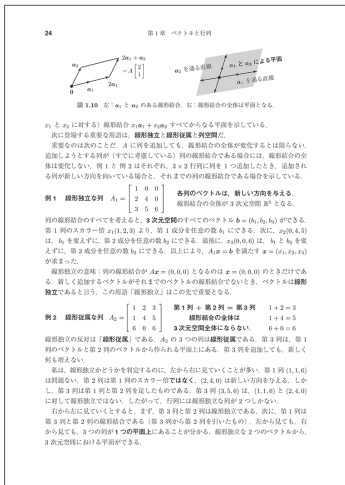 24
第 1 章 ベクトルと行列
a₂
2a₁ + a₂
= A [2 1]
0
a₁
2a₁
a₂ を通る直線
a₁ と a₂ による平面
a₁ を通る直線
図 1.10 左：a₁ と a₂ のある線形結合．右：線形結合の全体は平面となる．
x₁ と x₂ に対する）線形結合 x₁a₁ + x₂a₂ すべてからなる平面を示している．
次に登場する重要な用語は，線形独立と線形従属と列空間だ．
重要なのは次のことだ．A に列を追加しても，線形結合の全体が変化するとは限らない．
追加しようとする列が（すでに考慮している）列の線形結合である場合には，線形結合の全
体は変化しない．例 1 と例 2 はそれぞれ，3 × 2 行列に列を 1 つ追加したとき，追加され
る列が新しい方向を向いている場合と，それまでの列の線形結合である場合を示している．
例 1 線形独立な列 A₁ = [1 0 0; 2 4 0; 3 5 6] 各列のベクトルは，新しい方向を与える．
線形結合の全体が 3 次元空間 R³ となる．
列の線形結合のすべてを考えると，3 次元空間のすべてのベクトル b = (b₁, b₂, b₃) ができる．
第 1 列のスカラー倍 x₁(1, 2, 3) より，第 1 成分を任意の数 b₁ にできる．次に，x₂(0, 4, 5)
は，b₁ を変えずに，第 2 成分を任意の数 b₂ にできる．最後に，x₃(0, 0, 6) は，b₁ と b₂ を変
えずに，第 3 成分を任意の数 b₃ にできる．以上により，A₁x = b を満たす x = (x₁, x₂, x₃)
が求まった．
線形独立の意味：列の線形結合が Ax = (0, 0, 0) となるのは x = (0, 0, 0) のときだけであ
る．新しく追加するベクトルがそれまでのベクトルの線形結合でないとき，ベクトルは線形
独立であると言う．この用語「線形独立」はこの先で重要となる．
例 2 線形従属な列 A₂ = [1 2 3; 1 4 5; 6 0 6] 第 1 列 ＋ 第 2 列 ＝ 第 3 列 1 + 2 = 3
線形結合の全体は 1 + 4 = 5
3 次元空間全体にならない． 6 + 0 = 6
線形独立の反対は「線形従属」である．A₂ の 3 つの列は線形従属である．第 3 列は，第 1
列のベクトルと第 2 列のベクトルから作られる平面上にある．第 3 列を追加しても，新しく
何も増えない．
私は，線形独立かどうかを判定するのに，左から右に見ていくことが多い．第 1 列 (1, 1, 6)
は問題ない．第 2 列は第 1 列のスカラー倍ではなく，(2, 4, 0) は新しい方向を与える．しか
し，第 3 列は第 1 列と第 2 列を足したものである．第 3 列 (3, 5, 6) は，(1, 1, 6) と (2, 4, 0)
に対して線形独立ではない．したがって，行列には線形独立な列が 2 つしかない．
右から左に見ていくとすると，まず，第 3 列と第 2 列は線形独立である．次に，第 1 列は
第 3 列と第 2 列の線形結合である（第 3 列から第 2 列を引いたもの）．左から見ても，右
から見ても，3 つの列が 1 つの平面上にあることが分かる．線形独立な 2 つのベクトルから，
3 次元空間における平面ができる．